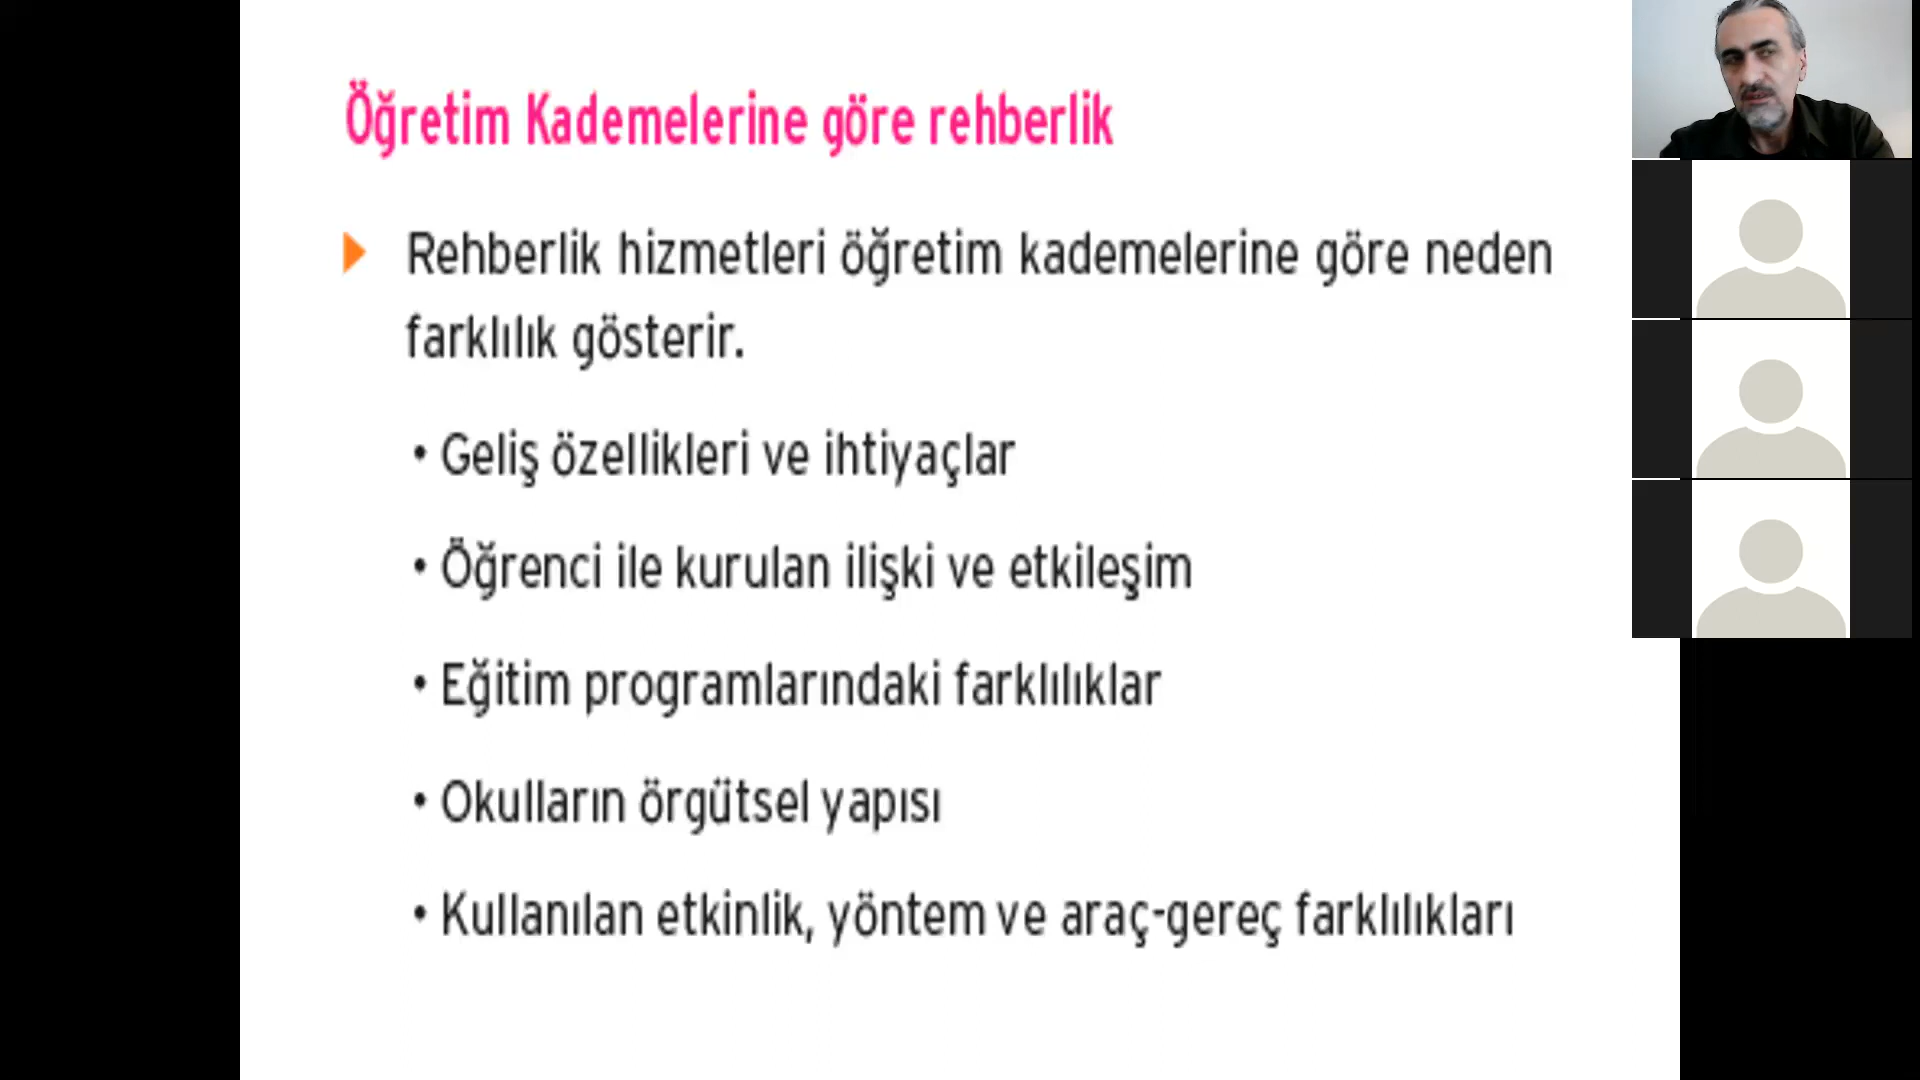 Öğretim Kademelerine göre rehberlik
Rehberlik hizmetleri öğretim kademelerine göre neden
farklılık gösterir.
• Geliş özellikleri ve ihtiyaçlar
• Öğrenci ile kurulan ilişki ve etkileşim
• Eğitim programlarındaki farklılıklar
• Okulların örgütsel yapısı
• Kullanılan etkinlik, yöntem ve araç-gereç farklılıkları